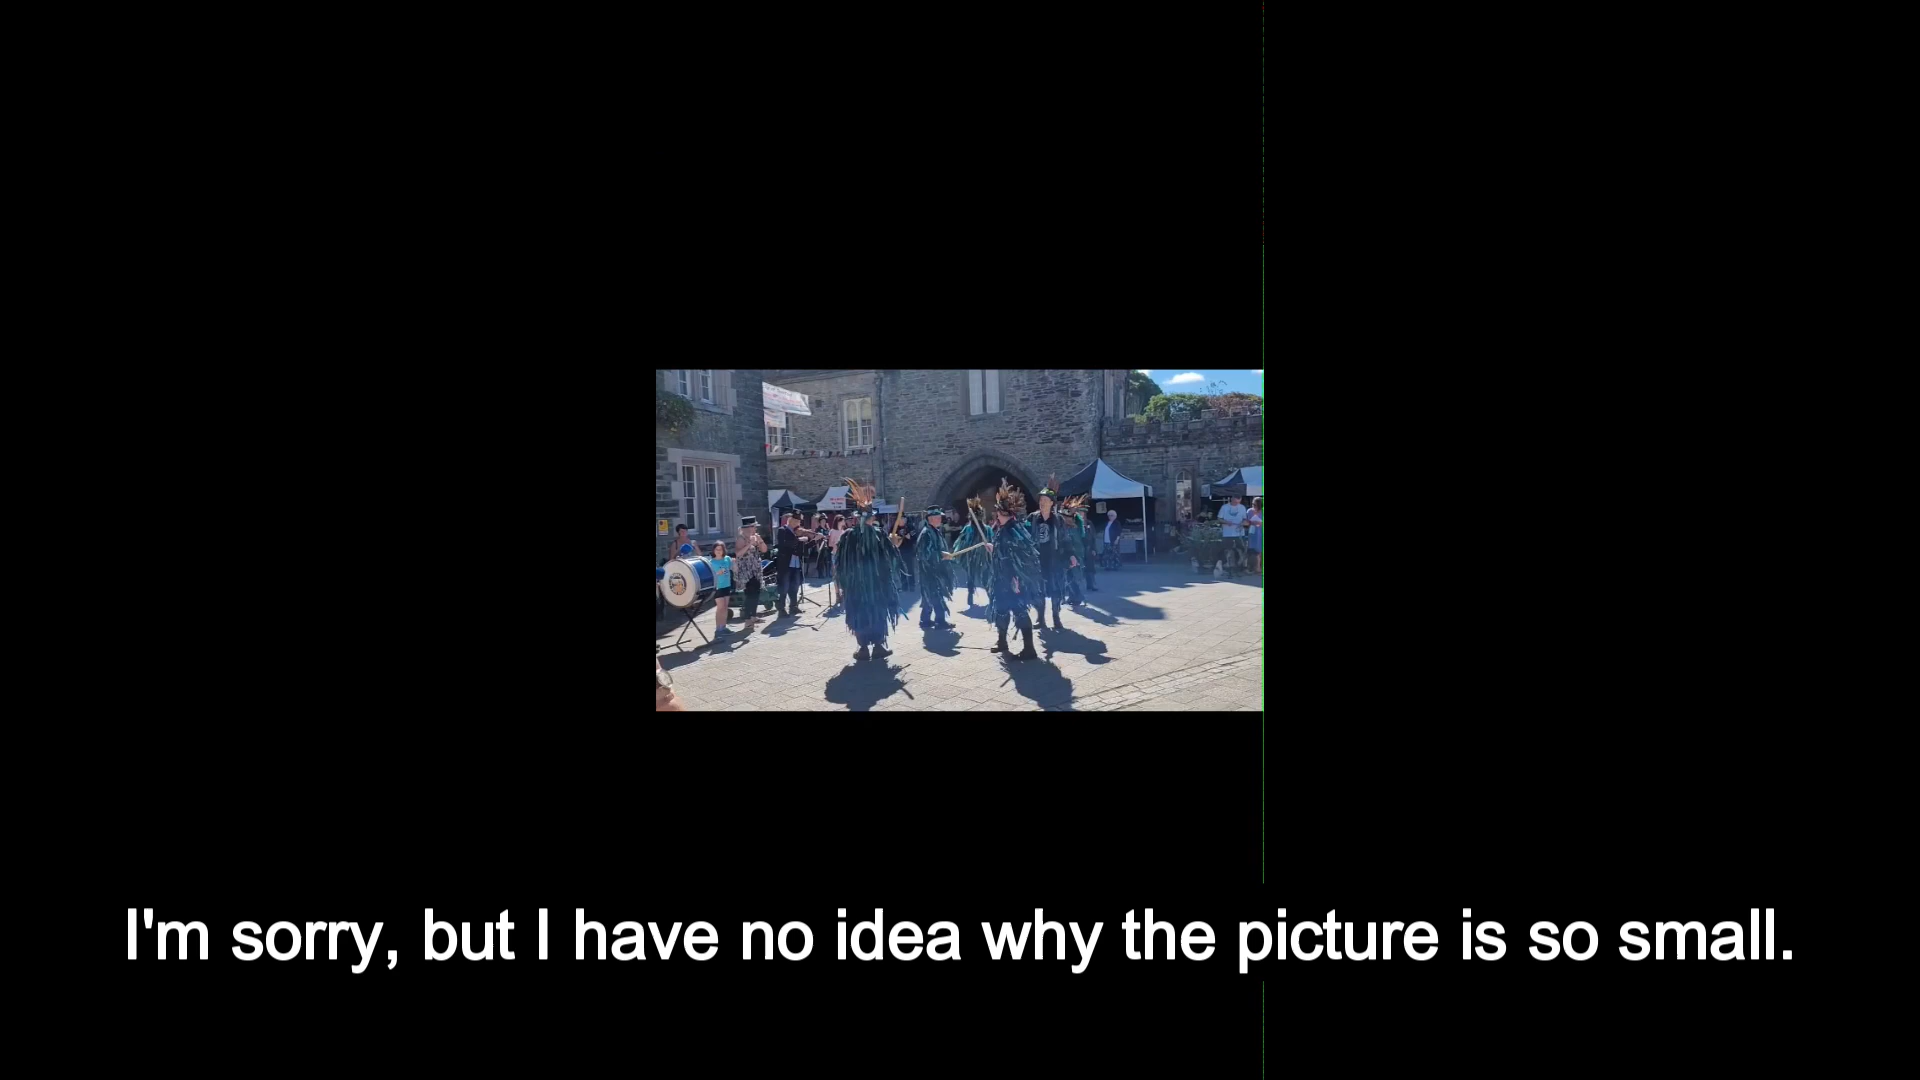 I'm sorry, but I have no idea why the picture is so small.